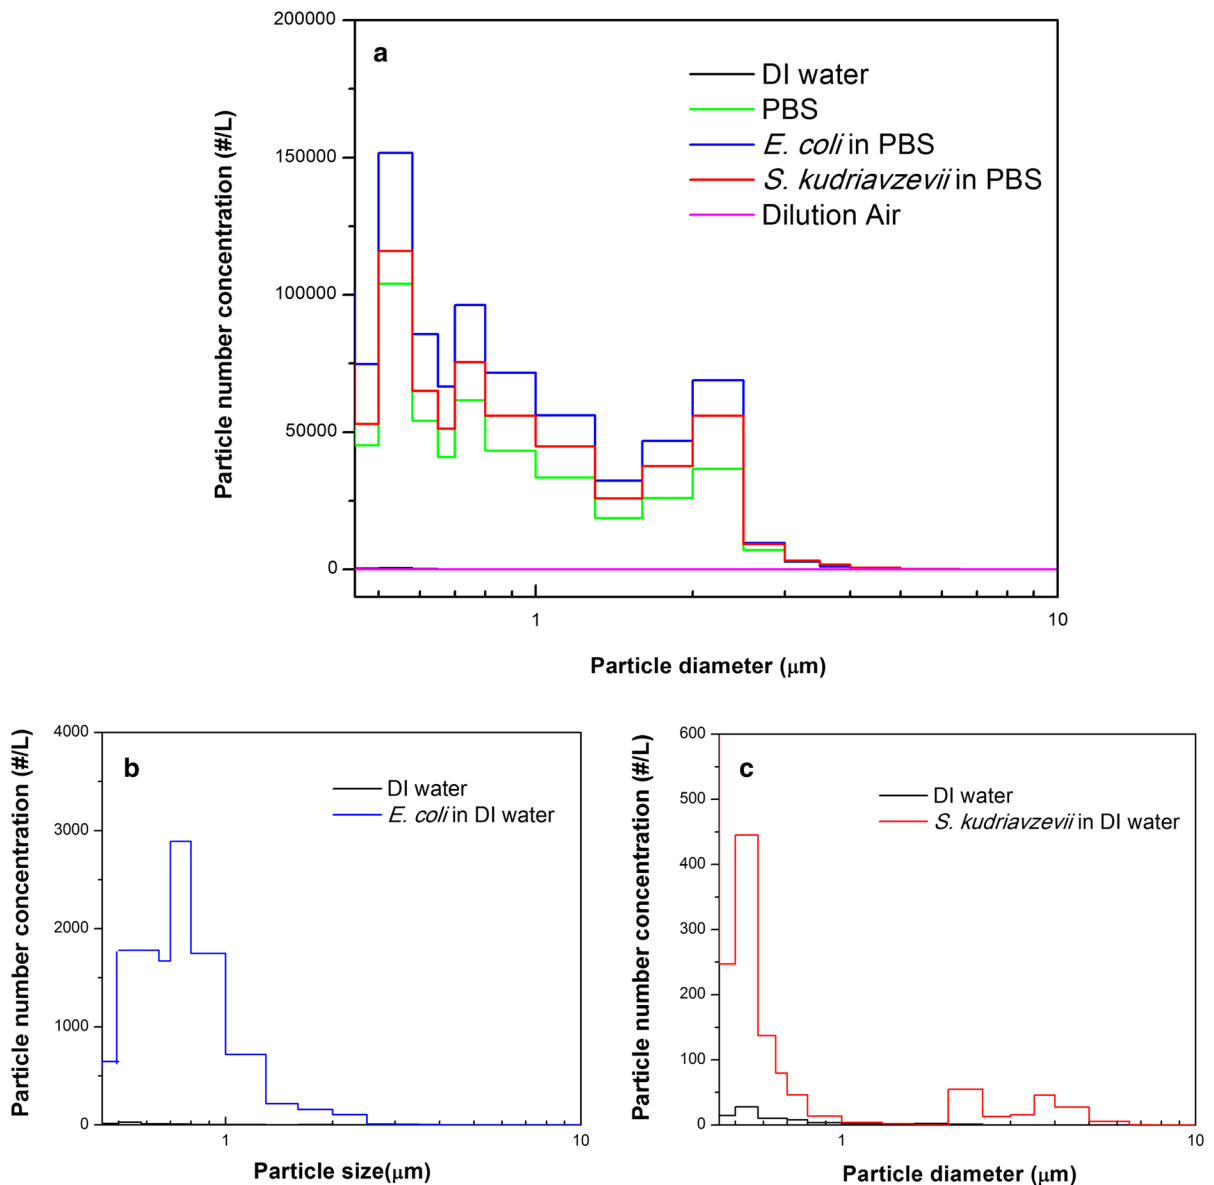 a
DI water
PBS
E. coli in PBS
S. kudriavzevii in PBS
Dilution Air
Particle number concentration (#/L)
200000
150000
100000
50000
0
1
10
Particle diameter (μm)
b
DI water
E. coli in DI water
Particle number concentration (#/L)
4000
3000
2000
1000
0
1
10
Particle size(μm)
c
DI water
S. kudriavzevii in DI water
Particle number concentration (#/L)
600
500
400
300
200
100
0
1
10
Particle diameter (μm)